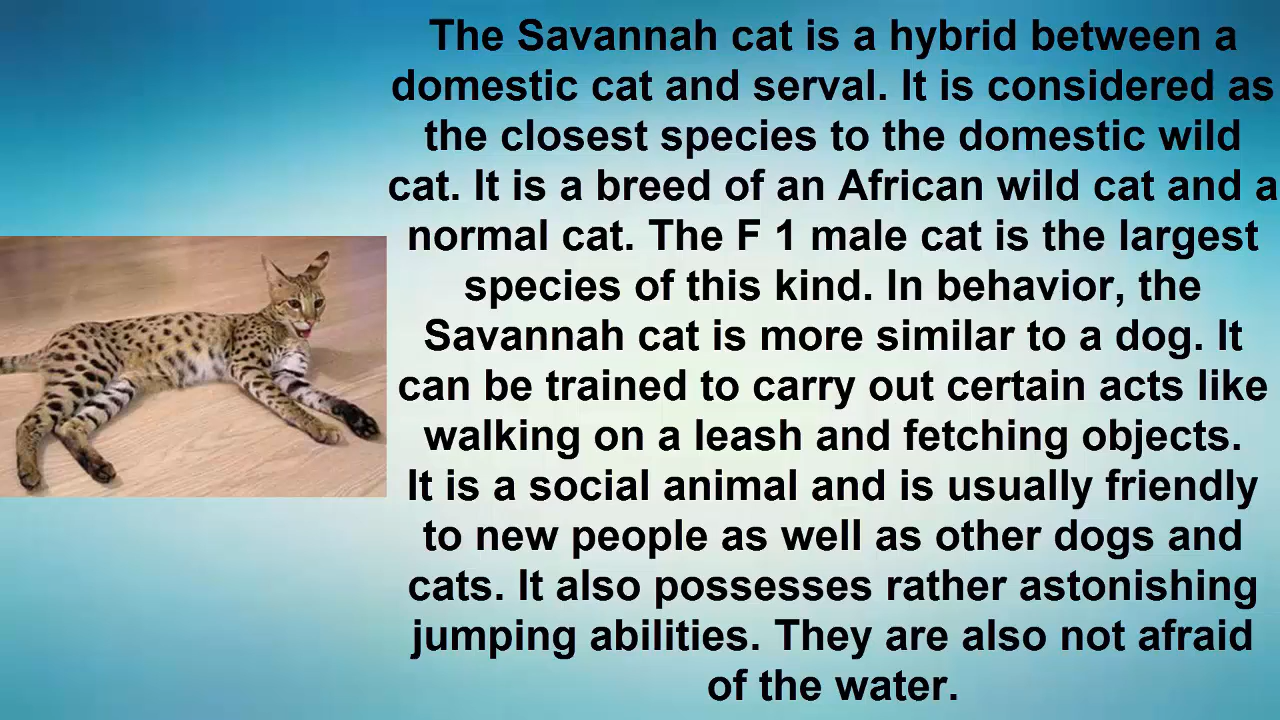 The Savannah cat is a hybrid between a
domestic cat and serval. It is considered as
the closest species to the domestic wild
cat. It is a breed of an African wild cat and a
normal cat. The F 1 male cat is the largest
species of this kind. In behavior, the
Savannah cat is more similar to a dog. It
can be trained to carry out certain acts like
walking on a leash and fetching objects.
It is a social animal and is usually friendly
to new people as well as other dogs and
cats. It also possesses rather astonishing
jumping abilities. They are also not afraid
of the water.